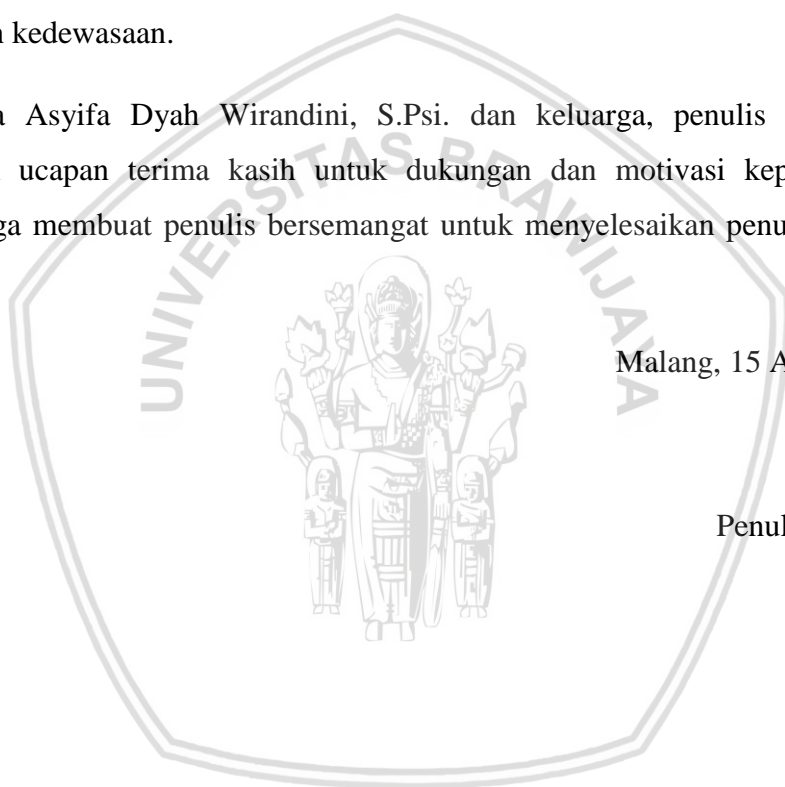 n kedewasaan.
a Asyifa Dyah Wirandini, S.Psi. dan keluarga, penulis
ucapan terima kasih untuk dukungan dan motivasi kep
ga membuat penulis bersemangat untuk menyelesaikan penu
UNIVERSITAS BRAWIJAYA
Malang, 15 A
Penul